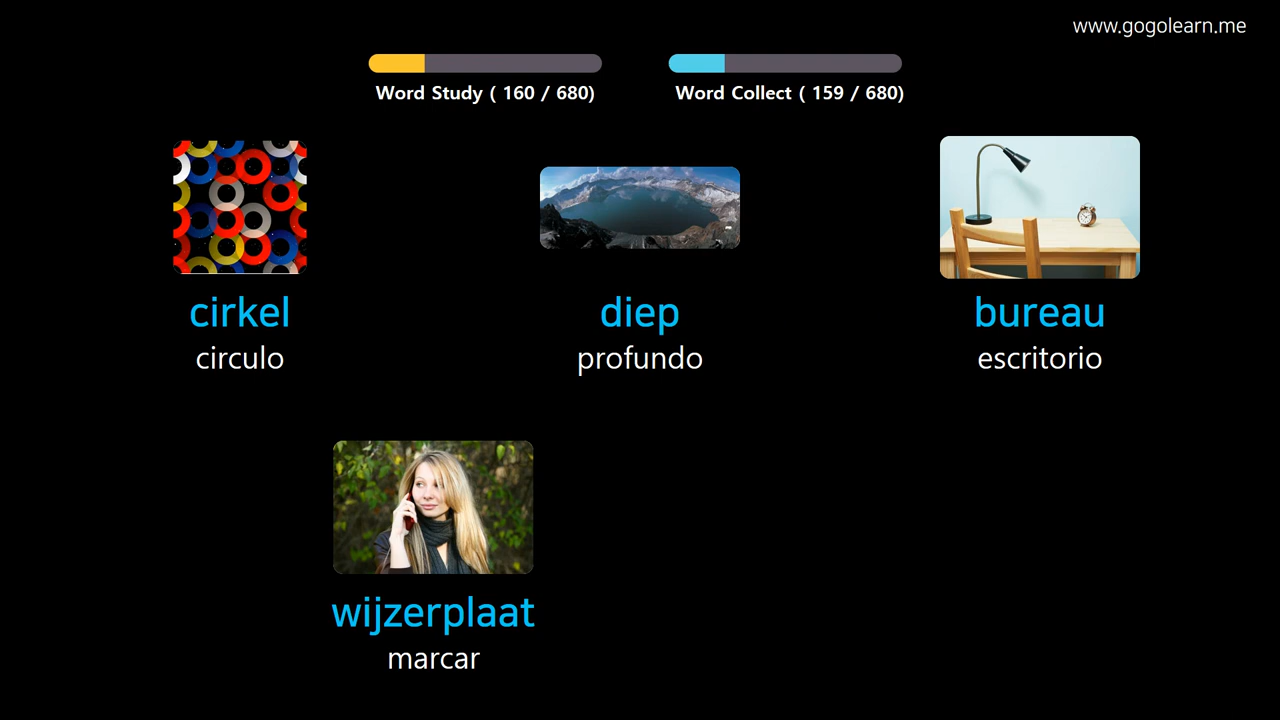 www.gogolearn.me
Word Study ( 160 / 680)
Word Collect ( 159 / 680)
cirkel
circulo
diep
profundo
bureau
escritorio
wijzerplaat
marcar